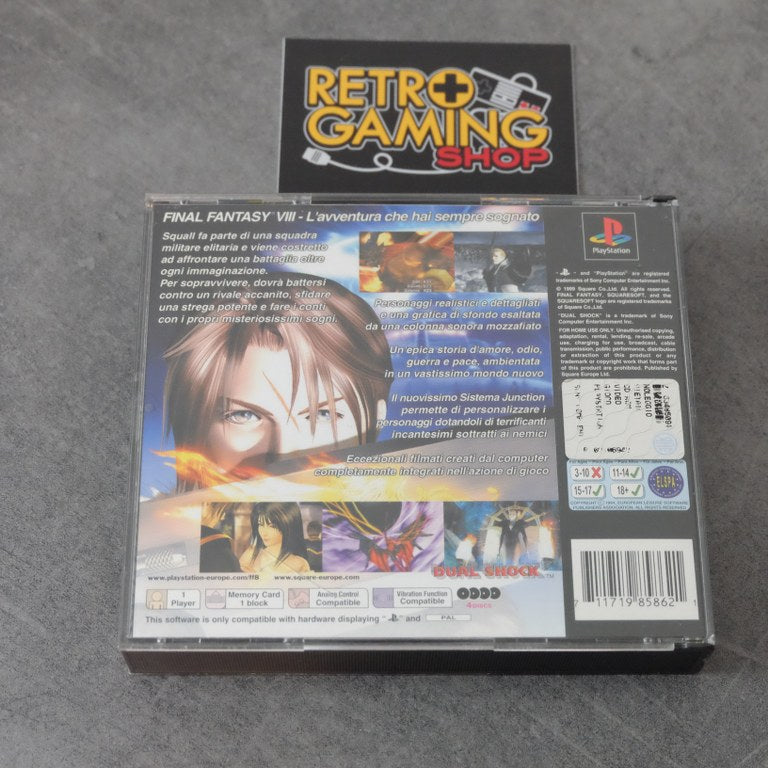 RETRO
GAMING
SHOP
FINAL FANTASY VIII - L'avventura che hai sempre sognato
Squall fa parte di una squadra
militare elitaria e viene costretto
ad affrontare una battaglia oltre
ogni immaginazione.
Per sopravvivere, dovrà battersi
contro un rivale accanito, sfidare
una strega potente e fare i conti
con i propri misteriosissimi sogni.
Personaggi realistici e dettagliati
e una grafica di sfondo esaltata
da una colonna sonora mozzafiato
Un epica storia d'amore, odio,
guerra e pace, ambientata
in un vastissimo mondo nuovo
Il nuovissimo Sistema Junction
permette di personalizzare i
personaggi dotandoli di terrificanti
incantesimi sottratti ai nemici
Eccezionali filmati creati dal computer
completamente integrati nell'azione di gioco
DUAL SHOCK™
www.playstation-europe.com/ff8 www.square-europe.com
1
Player
Memory Card
1 block
Analog Control
Compatible
Vibration Function
Compatible
4 DISCS
This software is only compatible with hardware displaying "PS" and PAL
PlayStation
"PS" and "PlayStation" are registered
trademarks of Sony Computer Entertainment Inc.
© 1999 Square Co.,Ltd. All rights reserved.
FINAL FANTASY, SQUARESOFT, and the
SQUARESOFT logo are registered trademarks
of Square Co.,Ltd.
"DUAL SHOCK" is a trademark of Sony
Computer Entertainment Inc.
FOR HOME USE ONLY. Unauthorised copying,
adaptation, rental, lending, re-sale, arcade
use, charging for use, broadcast, cable
transmission, public performance, distribution
or extraction of this product or any
trademark or copyright work that forms part
of this product are prohibited. Published by
Square Europe Ltd.
NOLEGGIO
VIDEO
GIOCO
PLAYSTATION
3-10 11-14
15-17 18+
ELSPA
7 11719 85862 1